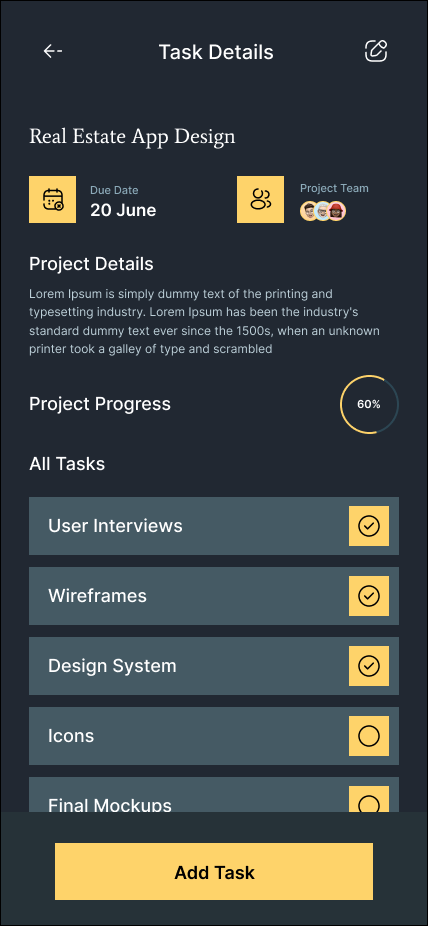 Task Details
Real Estate App Design
Due Date
20 June
Project Team
Project Details
Lorem Ipsum is simply dummy text of the printing and
typesetting industry. Lorem Ipsum has been the industry's
standard dummy text ever since the 1500s, when an unknown
printer took a galley of type and scrambled
Project Progress
60%
All Tasks
User Interviews
Wireframes
Design System
Icons
Final Mockups
Add Task